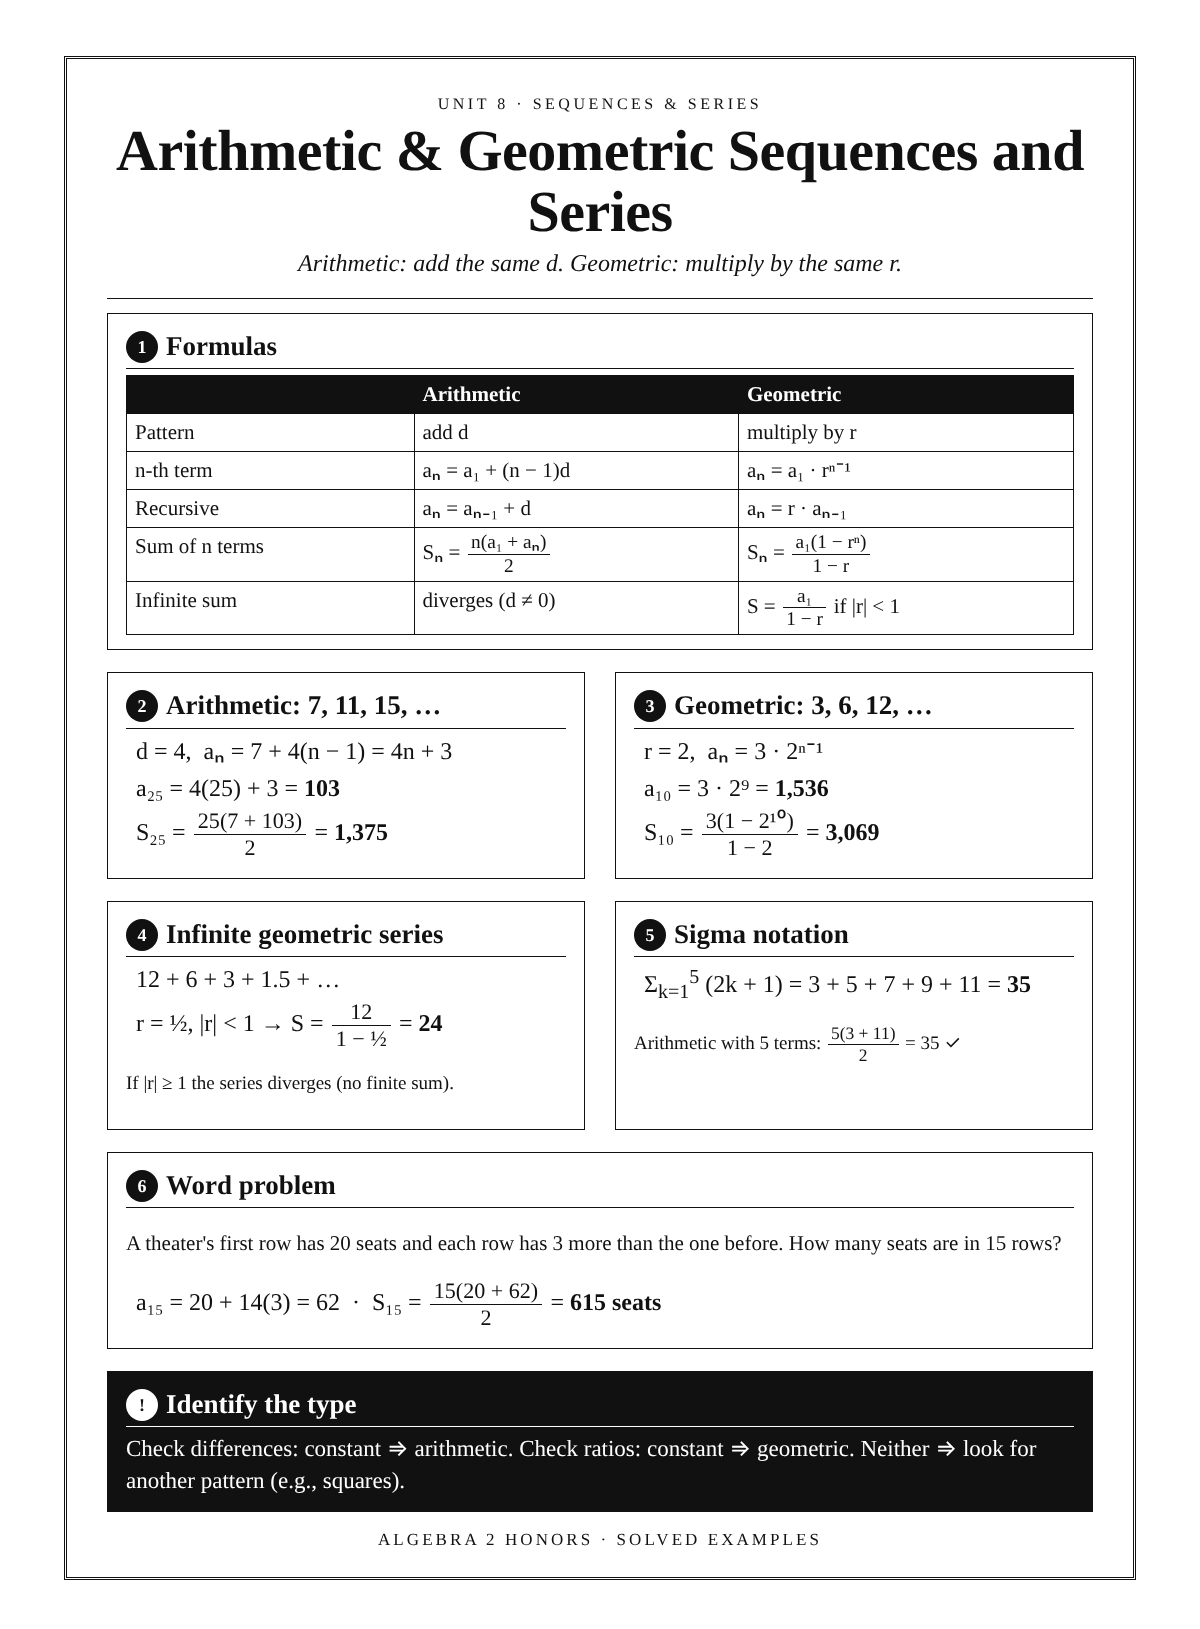 UNIT 8 · SEQUENCES & SERIES
Arithmetic & Geometric Sequences and
Series
Arithmetic: add the same d. Geometric: multiply by the same r.
1 Formulas
Arithmetic Geometric
Pattern add d multiply by r
n-th term aₙ = a₁ + (n − 1)d aₙ = a₁ · rⁿ⁻¹
Recursive aₙ = aₙ₋₁ + d aₙ = r · aₙ₋₁
Sum of n terms Sₙ = n(a₁ + aₙ)/2 Sₙ = a₁(1 − rⁿ)/1 − r
Infinite sum diverges (d ≠ 0) S = a₁/1 − r if |r| < 1
2 Arithmetic: 7, 11, 15, …
d = 4, aₙ = 7 + 4(n − 1) = 4n + 3
a₂₅ = 4(25) + 3 = 103
S₂₅ = 25(7 + 103)/2 = 1,375
3 Geometric: 3, 6, 12, …
r = 2, aₙ = 3 · 2ⁿ⁻¹
a₁₀ = 3 · 2⁹ = 1,536
S₁₀ = 3(1 − 2¹⁰)/1 − 2 = 3,069
4 Infinite geometric series
12 + 6 + 3 + 1.5 + …
r = ½, |r| < 1 → S = 12/1 − ½ = 24
If |r| ≥ 1 the series diverges (no finite sum).
5 Sigma notation
Σk=1 5 (2k + 1) = 3 + 5 + 7 + 9 + 11 = 35
Arithmetic with 5 terms: 5(3 + 11)/2 = 35 ✓
6 Word problem
A theater's first row has 20 seats and each row has 3 more than the one before. How many seats are in 15 rows?
a₁₅ = 20 + 14(3) = 62 · S₁₅ = 15(20 + 62)/2 = 615 seats
! Identify the type
Check differences: constant ⇒ arithmetic. Check ratios: constant ⇒ geometric. Neither ⇒ look for
another pattern (e.g., squares).
ALGEBRA 2 HONORS · SOLVED EXAMPLES